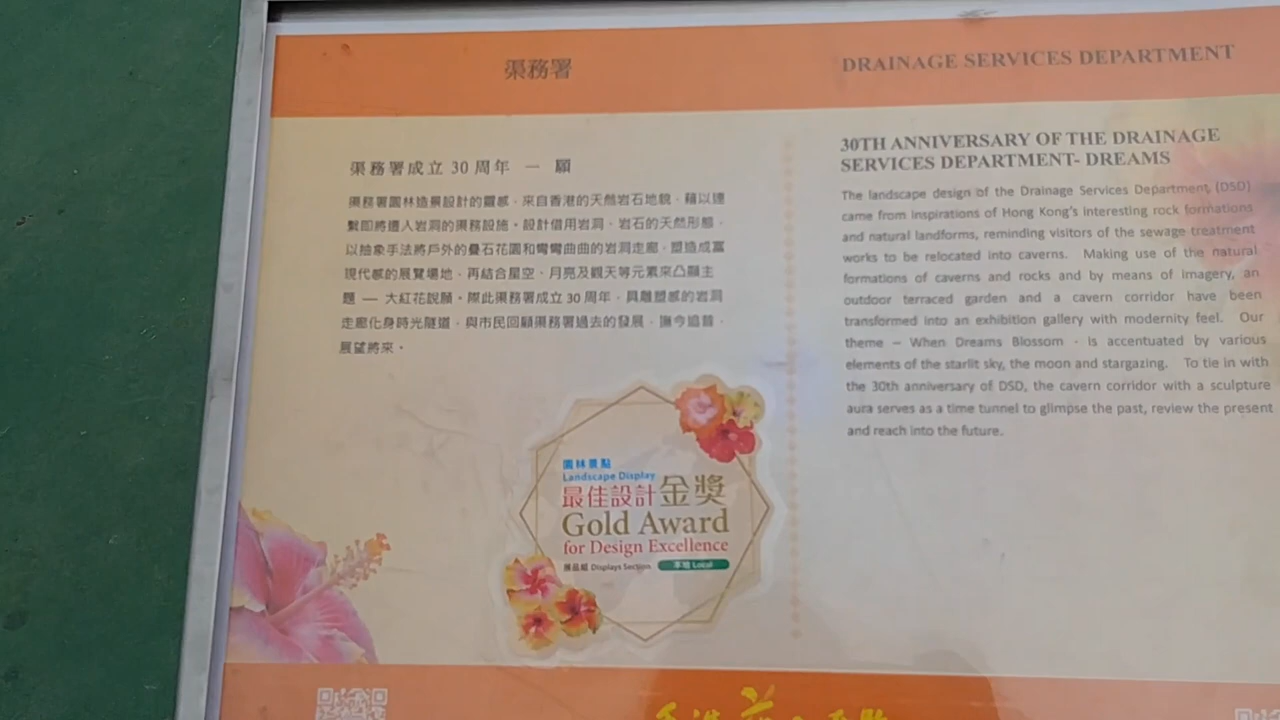 渠務署
DRAINAGE SERVICES DEPARTMENT
渠務署成立 30 周年 一 願
渠務署園林造景設計的靈感，來自香港的天然岩石地貌，藉以連
繫即將遷入岩洞的渠務設施。設計借用岩洞、岩石的天然形態，
以抽象手法將戶外的疊石花園和彎彎曲曲的岩洞走廊，塑造成富
現代感的展覽場地，再結合星空、月亮及觀天等元素來凸顯主
題 — 大紅花說願。際此渠務署成立 30 周年，具雕塑感的岩洞
走廊化身時光隧道，與市民回顧渠務署過去的發展，撫今追昔，
展望將來。
30TH ANNIVERSARY OF THE DRAINAGE
SERVICES DEPARTMENT- DREAMS
The landscape design of the Drainage Services Department (DSD)
came from inspirations of Hong Kong's interesting rock formations
and natural landforms, reminding visitors of the sewage treatment
works to be relocated into caverns. Making use of the natural
formations of caverns and rocks and by means of imagery, an
outdoor terraced garden and a cavern corridor have been
transformed into an exhibition gallery with modernity feel. Our
theme – When Dreams Blossom - is accentuated by various
elements of the starlit sky, the moon and stargazing. To tie in with
the 30th anniversary of DSD, the cavern corridor with a sculpture
aura serves as a time tunnel to glimpse the past, review the present
and reach into the future.
園林景點
Landscape Display
最佳設計金獎
Gold Award
for Design Excellence
展品組 Displays Section 本地 Local